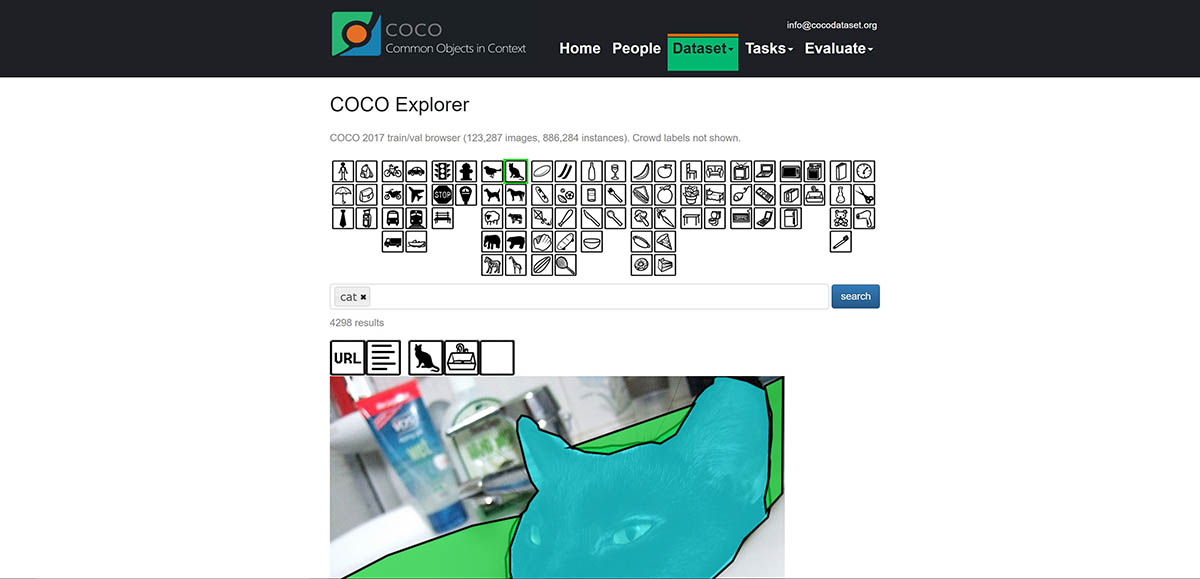 info@cocodataset.org
COCO
Common Objects in Context
Home People Dataset Tasks Evaluate
COCO Explorer
COCO 2017 train/val browser (123,287 images, 886,284 instances). Crowd labels not shown.
STOP
cat ✖
search
4298 results
URL